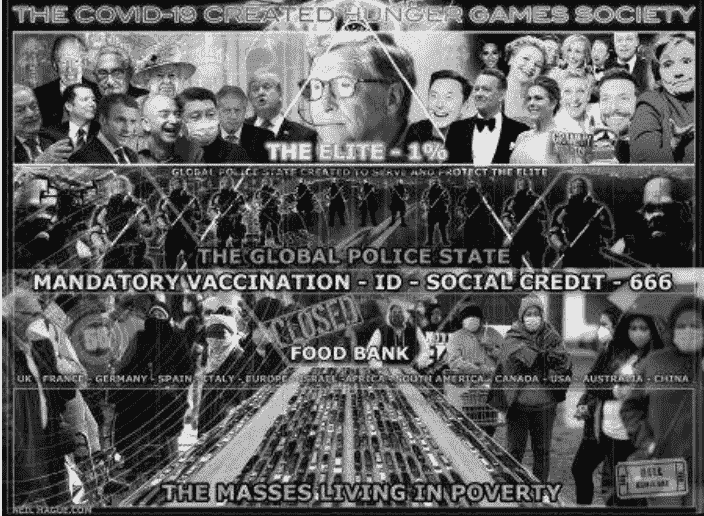 THE COVID-19 CREATED HUNGER GAMES SOCIETY
THE ELITE - 1%
GLOBAL POLICE STATE CREATED TO SERVE AND PROTECT THE ELITE
THE GLOBAL POLICE STATE
MANDATORY VACCINATION - ID - SOCIAL CREDIT - 666
CLOSED
FOOD BANK
UK - FRANCE - GERMANY - SPAIN - ITALY - EUROPE - ISRAEL - AFRICA - SOUTH AMERICA - CANADA - USA - AUSTRALIA - CHINA
THE MASSES LIVING IN POVERTY
NEILHAGUE.COM